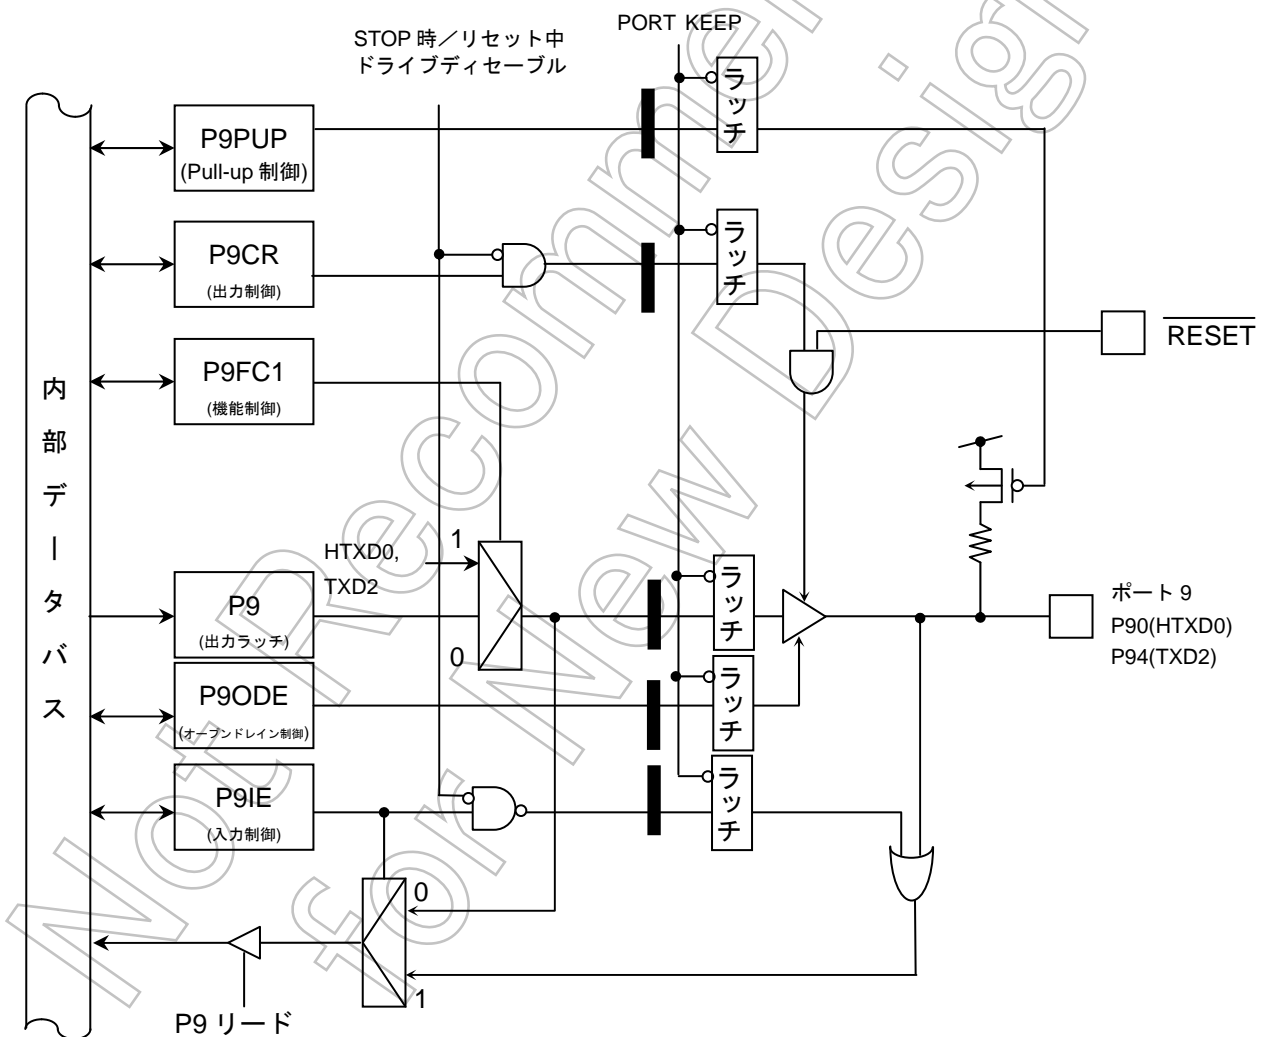 PORT KEEP
STOP 時／リセット中
ドライブディセーブル
ラッチ
P9PUP
(Pull-up 制御)
ラッチ
P9CR
(出力制御)
RESET
P9FC1
(機能制御)
内部データバス
1
HTXD0,
TXD2
0
ラッチ
P9
(出力ラッチ)
ポート 9
P90(HTXD0)
P94(TXD2)
ラッチ
P9ODE
(オープンドレイン制御)
ラッチ
P9IE
(入力制御)
0
1
P9 リード
Not Recommended
for New Design